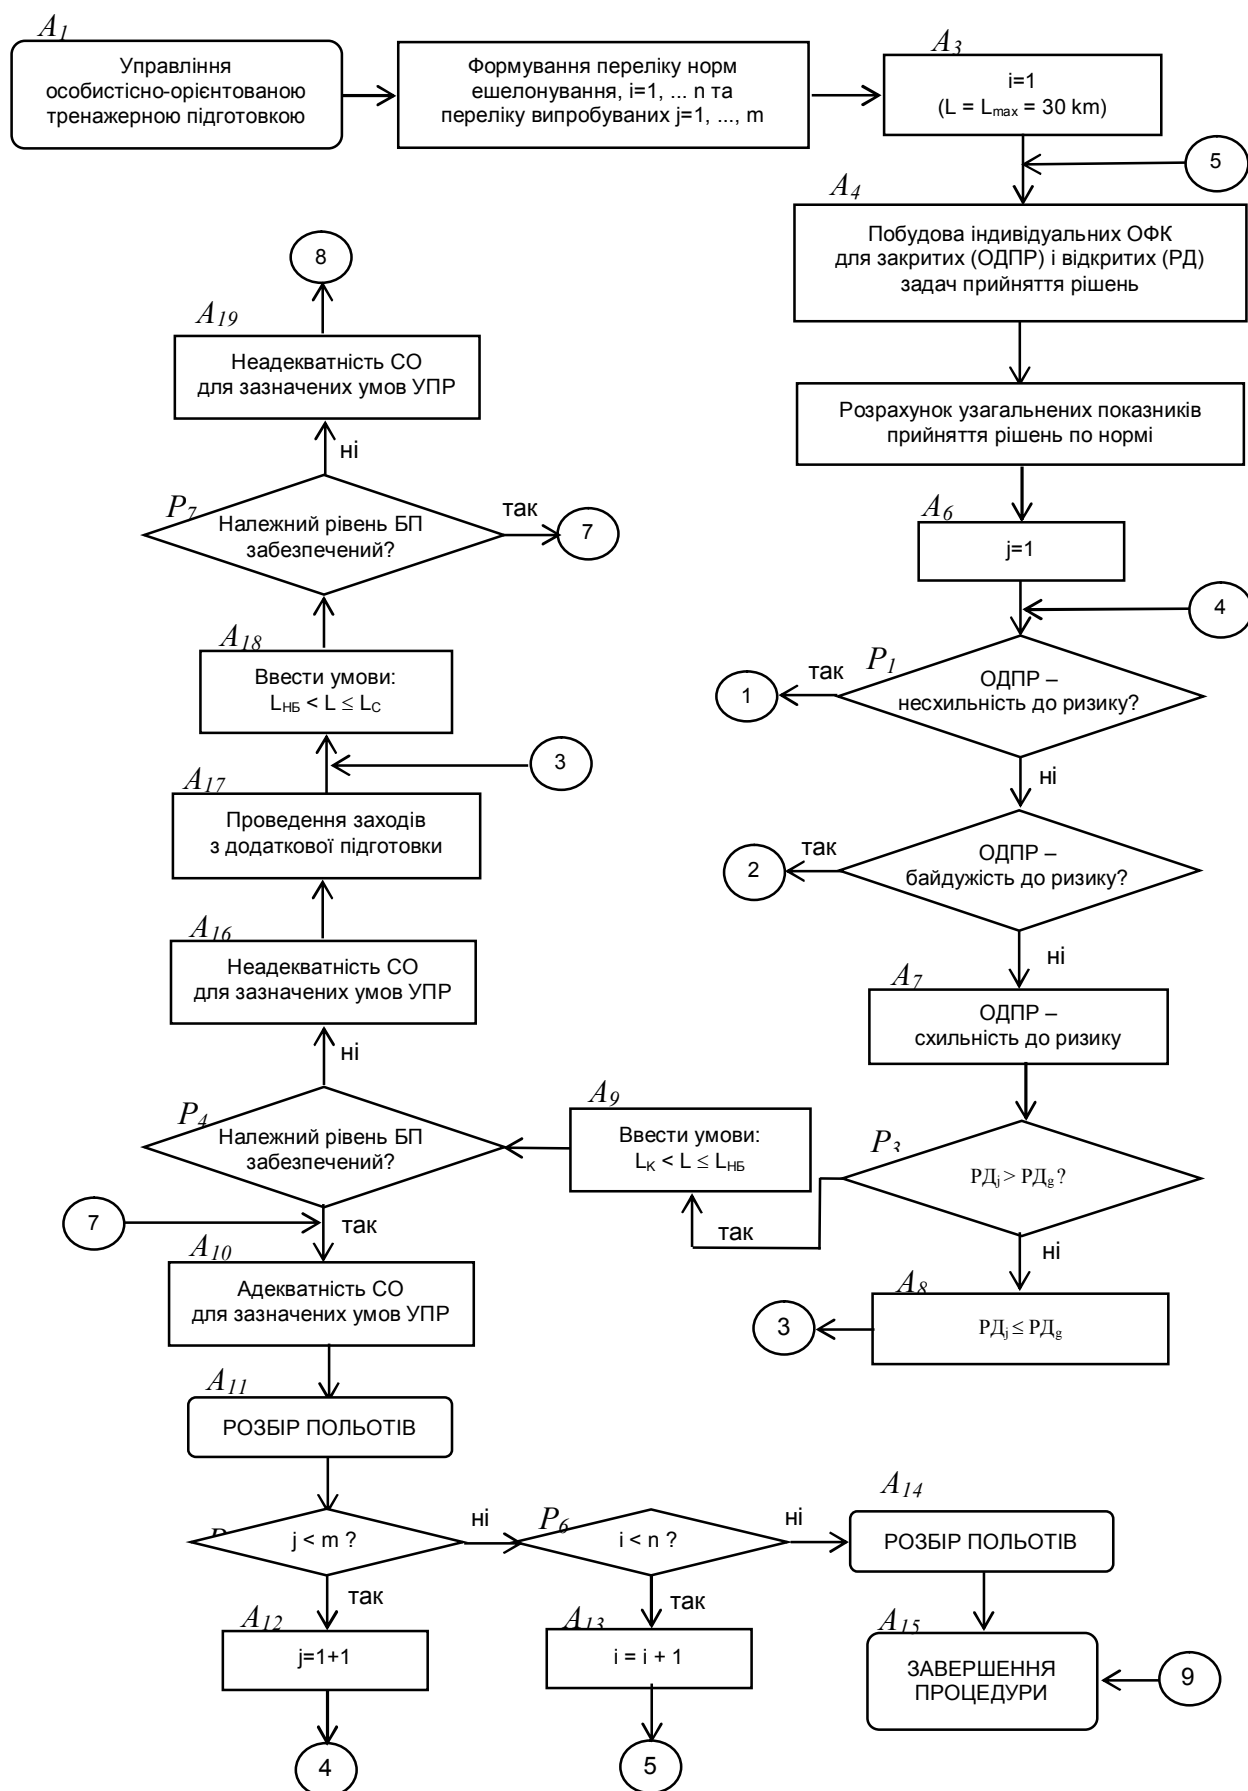 A1
Управління
особистісно-орієнтованою
тренажерною підготовкою
Формування переліку норм
ешелонування, i=1, ... n та
переліку випробуваних j=1, ..., m
A3
i=1
(L = Lmax = 30 km)
5
A4
Побудова індивідуальних ОФК
для закритих (ОДПР) і відкритих (РД)
задач прийняття рішень
Розрахунок узагальнених показників
прийняття рішень по нормі
A6
j=1
4
P1
ОДПР –
несхильність до ризику?
так
1
ні
ОДПР –
байдужість до ризику?
так
2
ні
A7
ОДПР –
схильність до ризику
P3
РДj > РДg ?
так
ні
A8
РДj ≤ РДg
3
A9
Ввести умови:
LК < L ≤ LНБ
8
A19
Неадекватність СО
для зазначених умов УПР
ні
P7
Належний рівень БП
забезпечений?
так
7
A18
Ввести умови:
LНБ < L ≤ LС
3
A17
Проведення заходів
з додаткової підготовки
A16
Неадекватність СО
для зазначених умов УПР
ні
P4
Належний рівень БП
забезпечений?
7
так
A10
Адекватність СО
для зазначених умов УПР
A11
РОЗБІР ПОЛЬОТІВ
j < m ?
ні
P6
i < n ?
ні
A14
РОЗБІР ПОЛЬОТІВ
так
A12
j=1+1
4
так
A13
i = i + 1
5
A15
ЗАВЕРШЕННЯ
ПРОЦЕДУРИ
9